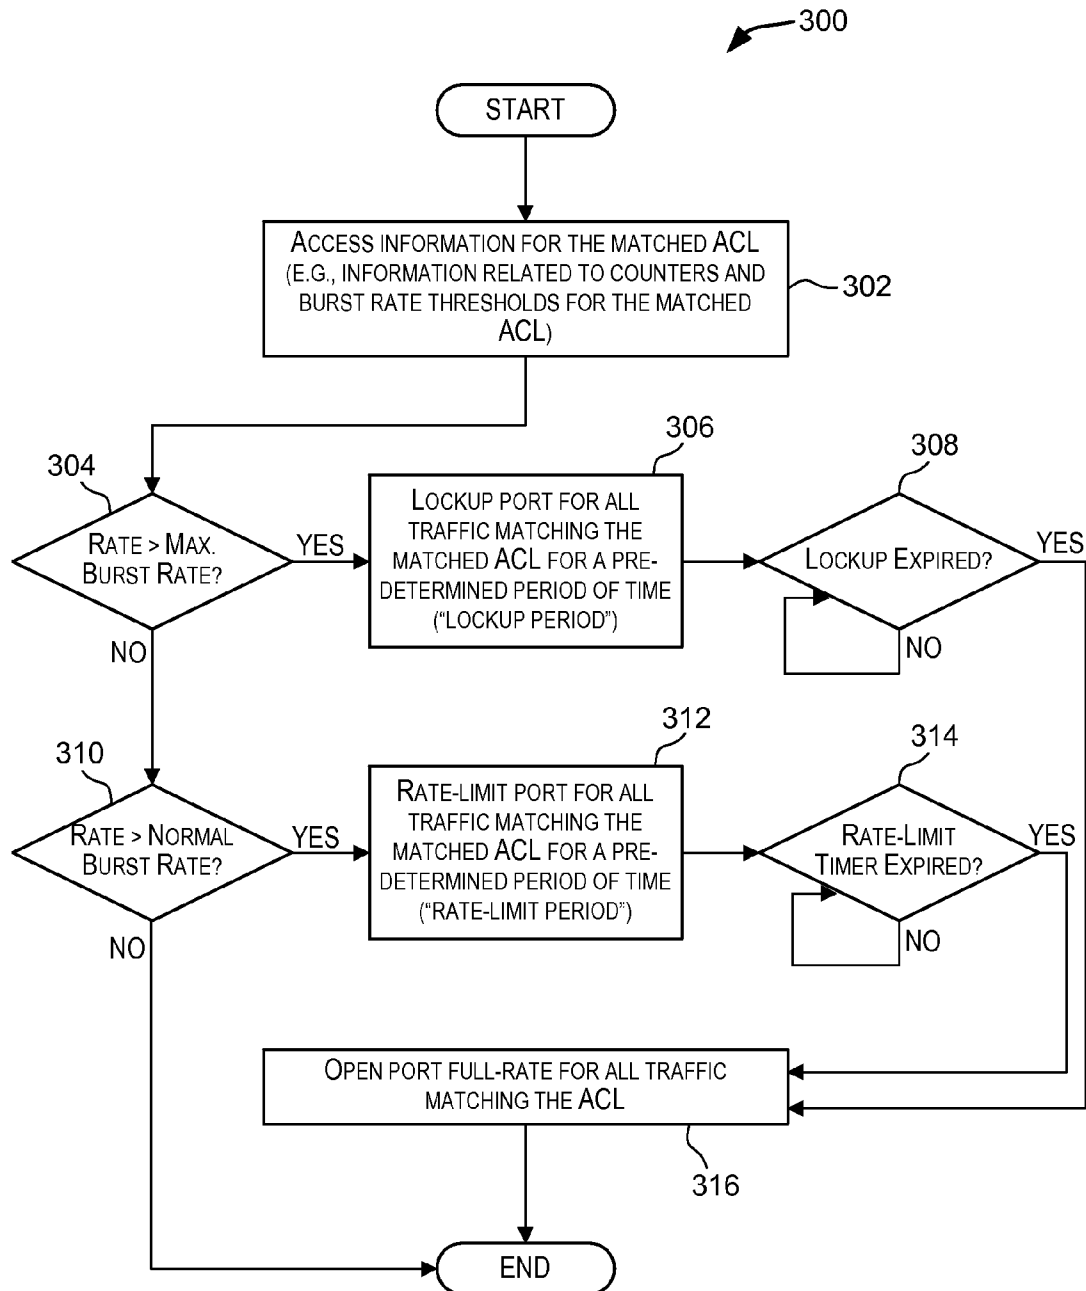 300
START
ACCESS INFORMATION FOR THE MATCHED ACL
(E.G., INFORMATION RELATED TO COUNTERS AND
BURST RATE THRESHOLDS FOR THE MATCHED
ACL)
302
304
RATE > MAX.
BURST RATE?
YES
NO
306
LOCKUP PORT FOR ALL
TRAFFIC MATCHING THE
MATCHED ACL FOR A PRE-
DETERMINED PERIOD OF TIME
("LOCKUP PERIOD")
308
LOCKUP EXPIRED?
YES
NO
310
RATE > NORMAL
BURST RATE?
YES
NO
312
RATE-LIMIT PORT FOR ALL
TRAFFIC MATCHING THE
MATCHED ACL FOR A PRE-
DETERMINED PERIOD OF TIME
("RATE-LIMIT PERIOD")
314
RATE-LIMIT
TIMER EXPIRED?
YES
NO
OPEN PORT FULL-RATE FOR ALL TRAFFIC
MATCHING THE ACL
316
END